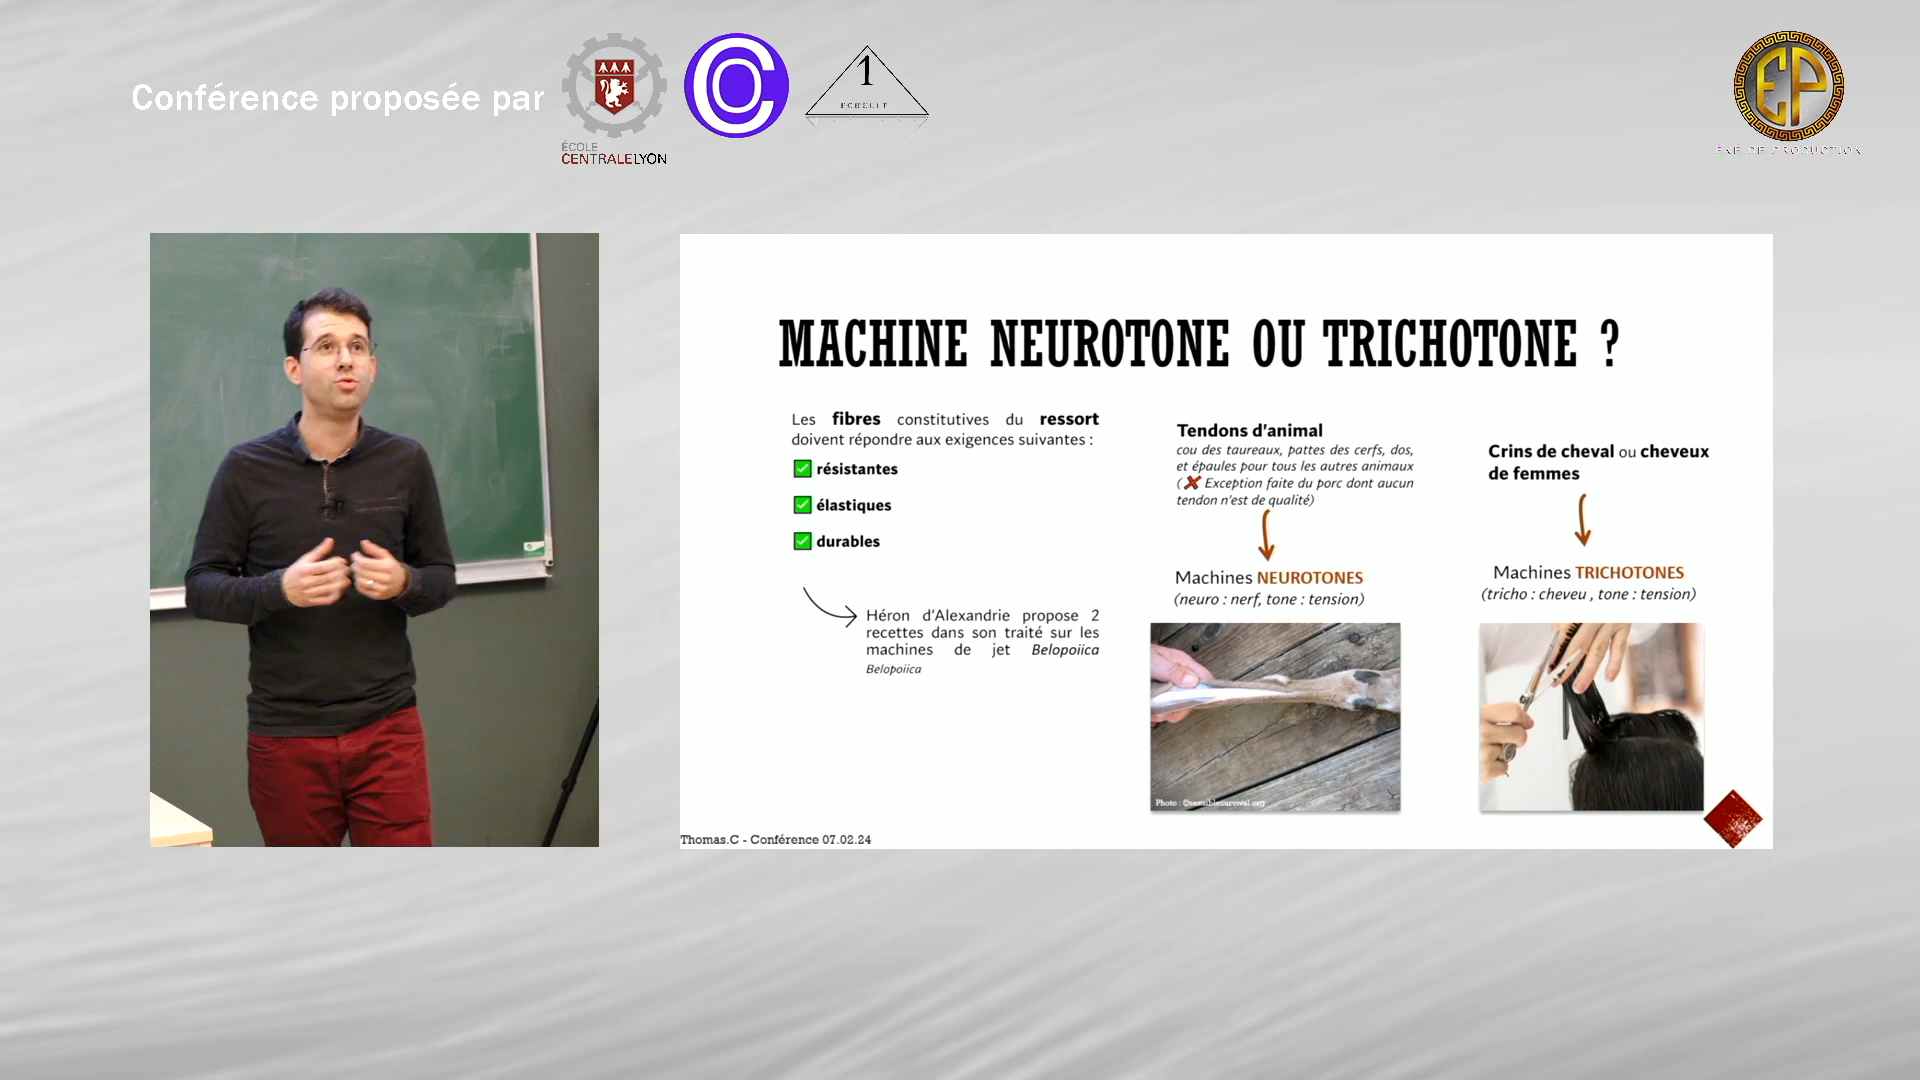 Conférence proposée par
ÉCOLE
CENTRALELYON
1
ECHELLE
EP
MACHINE NEUROTONE OU TRICHOTONE ?
Les fibres constitutives du ressort
doivent répondre aux exigences suivantes :
résistantes
élastiques
durables
Héron d'Alexandrie propose 2
recettes dans son traité sur les
machines de jet Belopoiica
Belopoiica
Tendons d'animal
cou des taureaux, pattes des cerfs, dos,
et épaules pour tous les autres animaux
( Exception faite du porc dont aucun
tendon n'est de qualité)
Machines NEUROTONES
(neuro : nerf, tone : tension)
Photo : ©sensiblesurvival.org
Crins de cheval ou cheveux
de femmes
Machines TRICHOTONES
(tricho : cheveu , tone : tension)
Thomas.C - Conférence 07.02.24